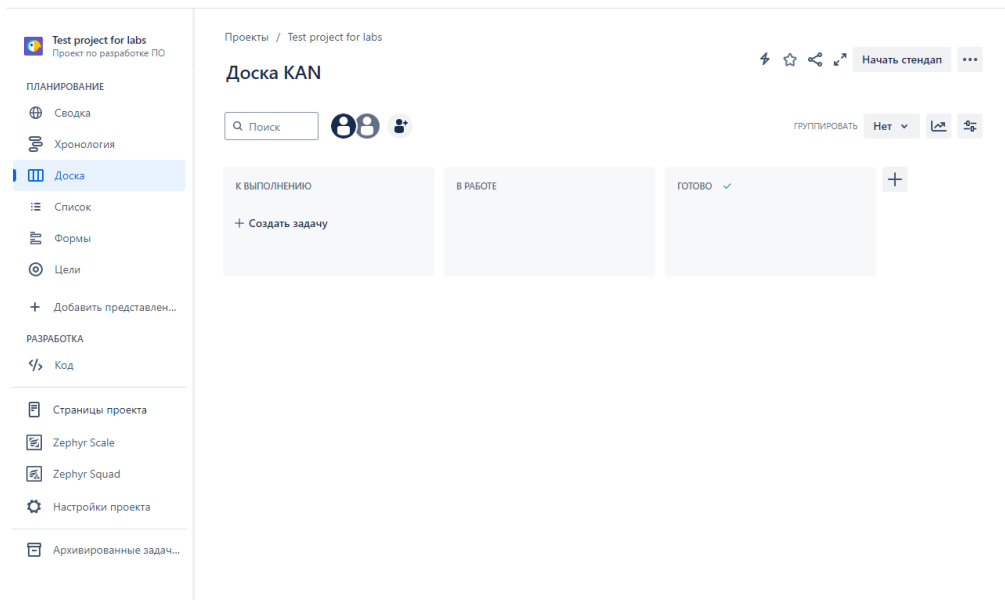 Test project for labs
Проект по разработке ПО
ПЛАНИРОВАНИЕ
Сводка
Хронология
Доска
Список
Формы
Цели
Добавить представлен...
РАЗРАБОТКА
Код
Страницы проекта
Zephyr Scale
Zephyr Squad
Настройки проекта
Архивированные задач...
Проекты / Test project for labs
Доска KAN
Начать стендап
Поиск
ГРУППИРОВАТЬ Нет
К ВЫПОЛНЕНИЮ
+ Создать задачу
В РАБОТЕ
ГОТОВО